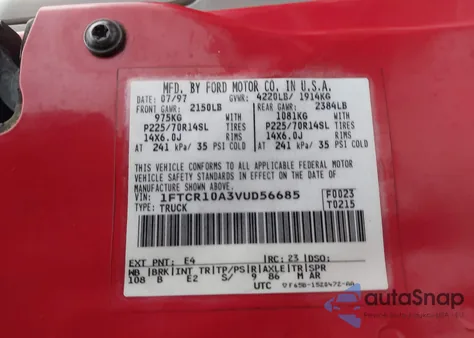 MFD. BY FORD MOTOR CO. IN U.S.A.
DATE: 07/97 GVWR: 4220LB/ 1914KG
FRONT GAWR: 2150LB REAR GAWR: 2384LB
975KG 1081KG
P225/70R14SL TIRES P225/70R14SL TIRES
14X6.0J RIMS 14X6.0J RIMS
AT 241 kPa/ 35 PSI COLD AT 241 kPa/ 35 PSI COLD
THIS VEHICLE CONFORMS TO ALL APPLICABLE FEDERAL MOTOR
VEHICLE SAFETY STANDARDS IN EFFECT ON THE DATE OF
MANUFACTURE SHOWN ABOVE.
VIN: 1FTCR10A3VUD56685 F0023
TYPE: TRUCK T0215
EXT PNT: E4 RC: 23 DSO:
WB BRK INT TR TP/PS R AXLE TR SPR
108 B E2 S/ 9 86 M AR
UTC
autoSnap